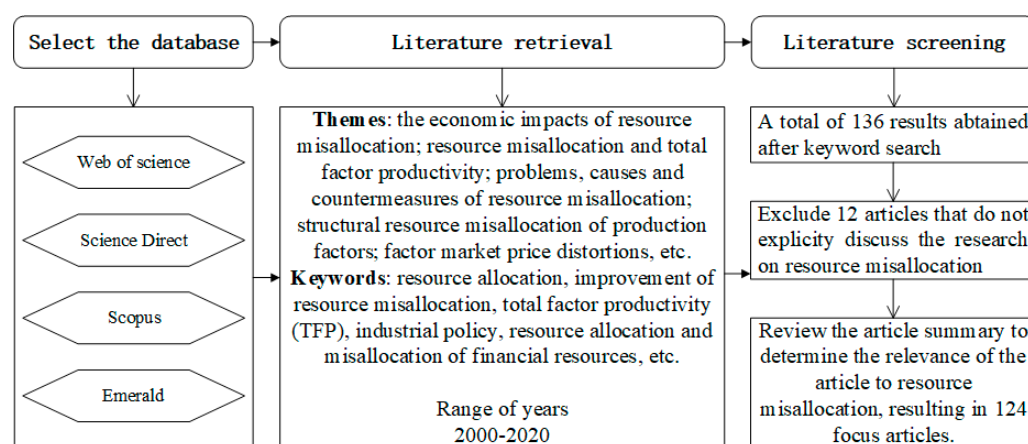 Select the database
Literature retrieval
Literature screening
Web of science
Science Direct
Scopus
Emerald
Themes: the economic impacts of resource
misallocation; resource misallocation and total
factor productivity; problems, causes and
countermeasures of resource misallocation;
structural resource misallocation of production
factors; factor market price distortions, etc.
Keywords: resource allocation, improvement of
resource misallocation, total factor productivity
(TFP), industrial policy, resource allocation and
misallocation of financial resources, etc.
Range of years
2000-2020
A total of 136 results abtained
after keyword search
Exclude 12 articles that do not
explicity discuss the research
on resource misallocation
Review the article summary to
determine the relevance of the
article to resource
misallocation, resulting in 124
focus articles.